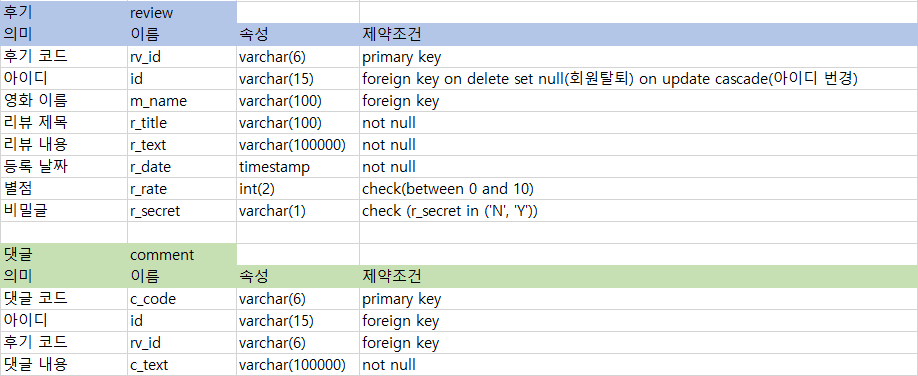 후기 review
의미 이름 속성 제약조건
후기 코드 rv_id varchar(6) primary key
아이디 id varchar(15) foreign key on delete set null(회원탈퇴) on update cascade(아이디 번경)
영화 이름 m_name varchar(100) foreign key
리뷰 제목 r_title varchar(100) not null
리뷰 내용 r_text varchar(100000) not null
등록 날짜 r_date timestamp not null
별점 r_rate int(2) check(between 0 and 10)
비밀글 r_secret varchar(1) check (r_secret in ('N', 'Y'))
댓글 comment
의미 이름 속성 제약조건
댓글 코드 c_code varchar(6) primary key
아이디 id varchar(15) foreign key
후기 코드 rv_id varchar(6) foreign key
댓글 내용 c_text varchar(100000) not null